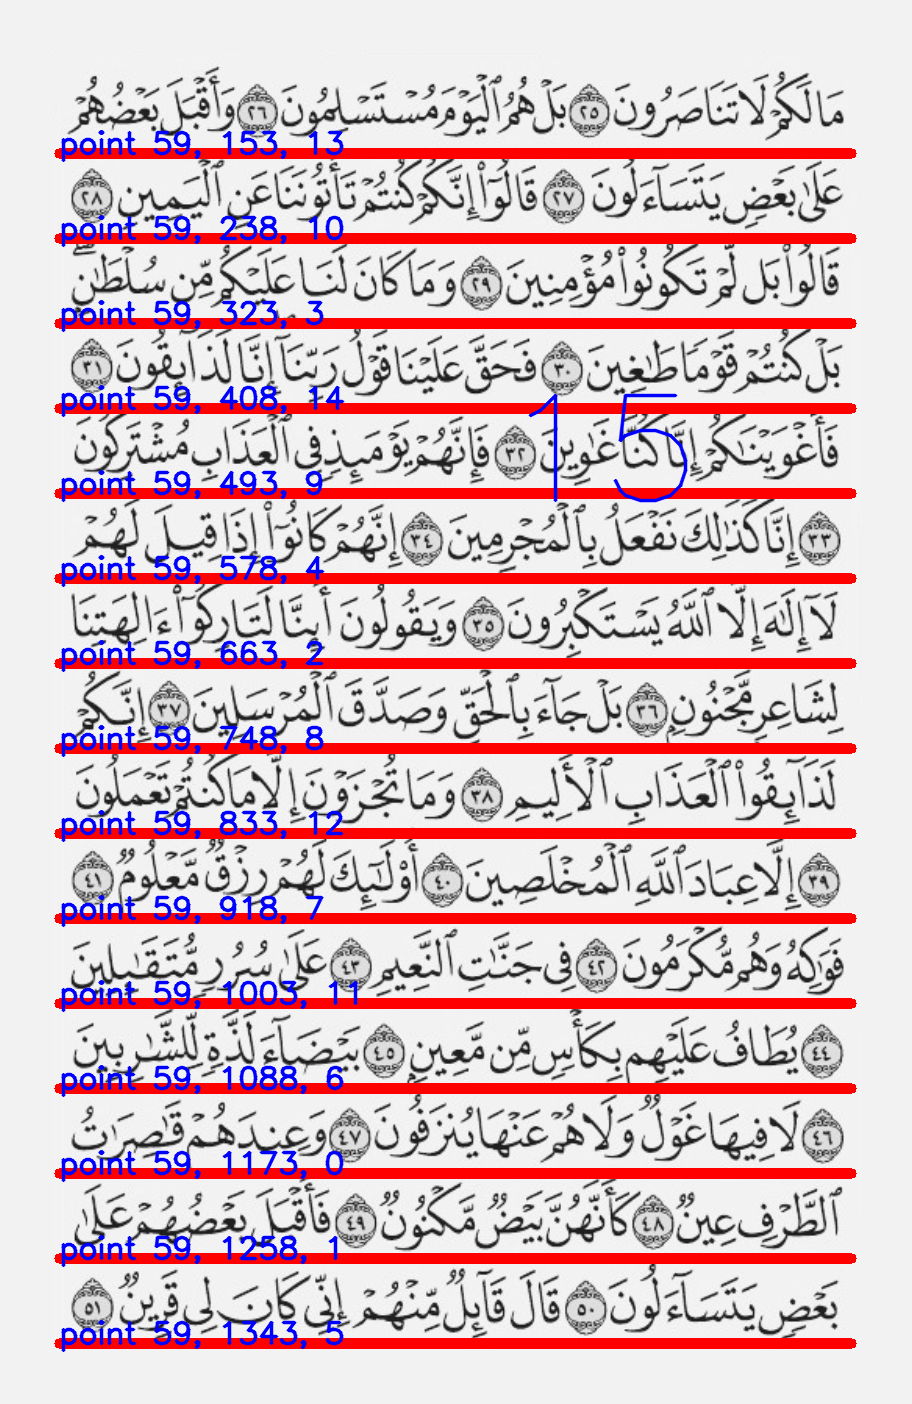 مَا لَكُمْ لَا تَنَاصَرُونَ ٢٥ بَلْ هُمُ ٱلْيَوْمَ مُسْتَسْلِمُونَ ٢٦ وَأَقْبَلَ بَعْضُهُمْ
point 59, 153, 13
عَلَىٰ بَعْضٍ يَتَسَآءَلُونَ ٢٧ قَالُوٓا۟ إِنَّكُمْ كُنتُمْ تَأْتُونَنَا عَنِ ٱلْيَمِينِ ٢٨
point 59, 238, 10
قَالُوا۟ بَل لَّمْ تَكُونُوا۟ مُؤْمِنِينَ ٢٩ وَمَا كَانَ لَنَا عَلَيْكُم مِّن سُلْطَـٰنٍۭ ۖ
point 59, 323, 3
بَلْ كُنتُمْ قَوْمًا طَـٰغِينَ ٣٠ فَحَقَّ عَلَيْنَا قَوْلُ رَبِّنَآ إِنَّا لَذَآئِقُونَ ٣١
point 59, 408, 14
15
فَأَغْوَيْنَـٰكُمْ إِنَّا كُنَّا غَـٰوِينَ ٣٢ فَإِنَّهُمْ يَوْمَئِذٍ فِى ٱلْعَذَابِ مُشْتَرِكُونَ
point 59, 493, 9
٣٣ إِنَّا كَذَٰلِكَ نَفْعَلُ بِٱلْمُجْرِمِينَ ٣٤ إِنَّهُمْ كَانُوٓا۟ إِذَا قِيلَ لَهُمْ
point 59, 578, 4
لَآ إِلَـٰهَ إِلَّا ٱللَّهُ يَسْتَكْبِرُونَ ٣٥ وَيَقُولُونَ أَئِنَّا لَتَارِكُوٓا۟ ءَالِهَتِنَا
point 59, 663, 2
لِشَاعِرٍ مَّجْنُونٍۭ ٣٦ بَلْ جَآءَ بِٱلْحَقِّ وَصَدَّقَ ٱلْمُرْسَلِينَ ٣٧ إِنَّكُمْ
point 59, 748, 8
لَذَآئِقُوا۟ ٱلْعَذَابِ ٱلْأَلِيمِ ٣٨ وَمَا تُجْزَوْنَ إِلَّا مَا كُنتُمْ تَعْمَلُونَ
point 59, 833, 12
٣٩ إِلَّا عِبَادَ ٱللَّهِ ٱلْمُخْلَصِينَ ٤٠ أُو۟لَـٰٓئِكَ لَهُمْ رِزْقٌ مَّعْلُومٌ ٤١
point 59, 918, 7
فَوَٰكِهُ وَهُم مُّكْرَمُونَ ٤٢ فِى جَنَّـٰتِ ٱلنَّعِيمِ ٤٣ عَلَىٰ سُرُرٍ مُّتَقَـٰبِلِينَ
point 59, 1003, 11
٤٤ يُطَافُ عَلَيْهِم بِكَأْسٍ مِّن مَّعِينٍۭ ٤٥ بَيْضَآءَ لَذَّةٍ لِّلشَّـٰرِبِينَ
point 59, 1088, 6
٤٦ لَا فِيهَا غَوْلٌ وَلَا هُمْ عَنْهَا يُنزَفُونَ ٤٧ وَعِندَهُمْ قَـٰصِرَٰتُ
point 59, 1173, 0
ٱلطَّرْفِ عِينٌ ٤٨ كَأَنَّهُنَّ بَيْضٌ مَّكْنُونٌ ٤٩ فَأَقْبَلَ بَعْضُهُمْ عَلَىٰ
point 59, 1258, 1
بَعْضٍ يَتَسَآءَلُونَ ٥٠ قَالَ قَآئِلٌ مِّنْهُمْ إِنِّى كَانَ لِى قَرِينٌ ٥١
point 59, 1343, 5